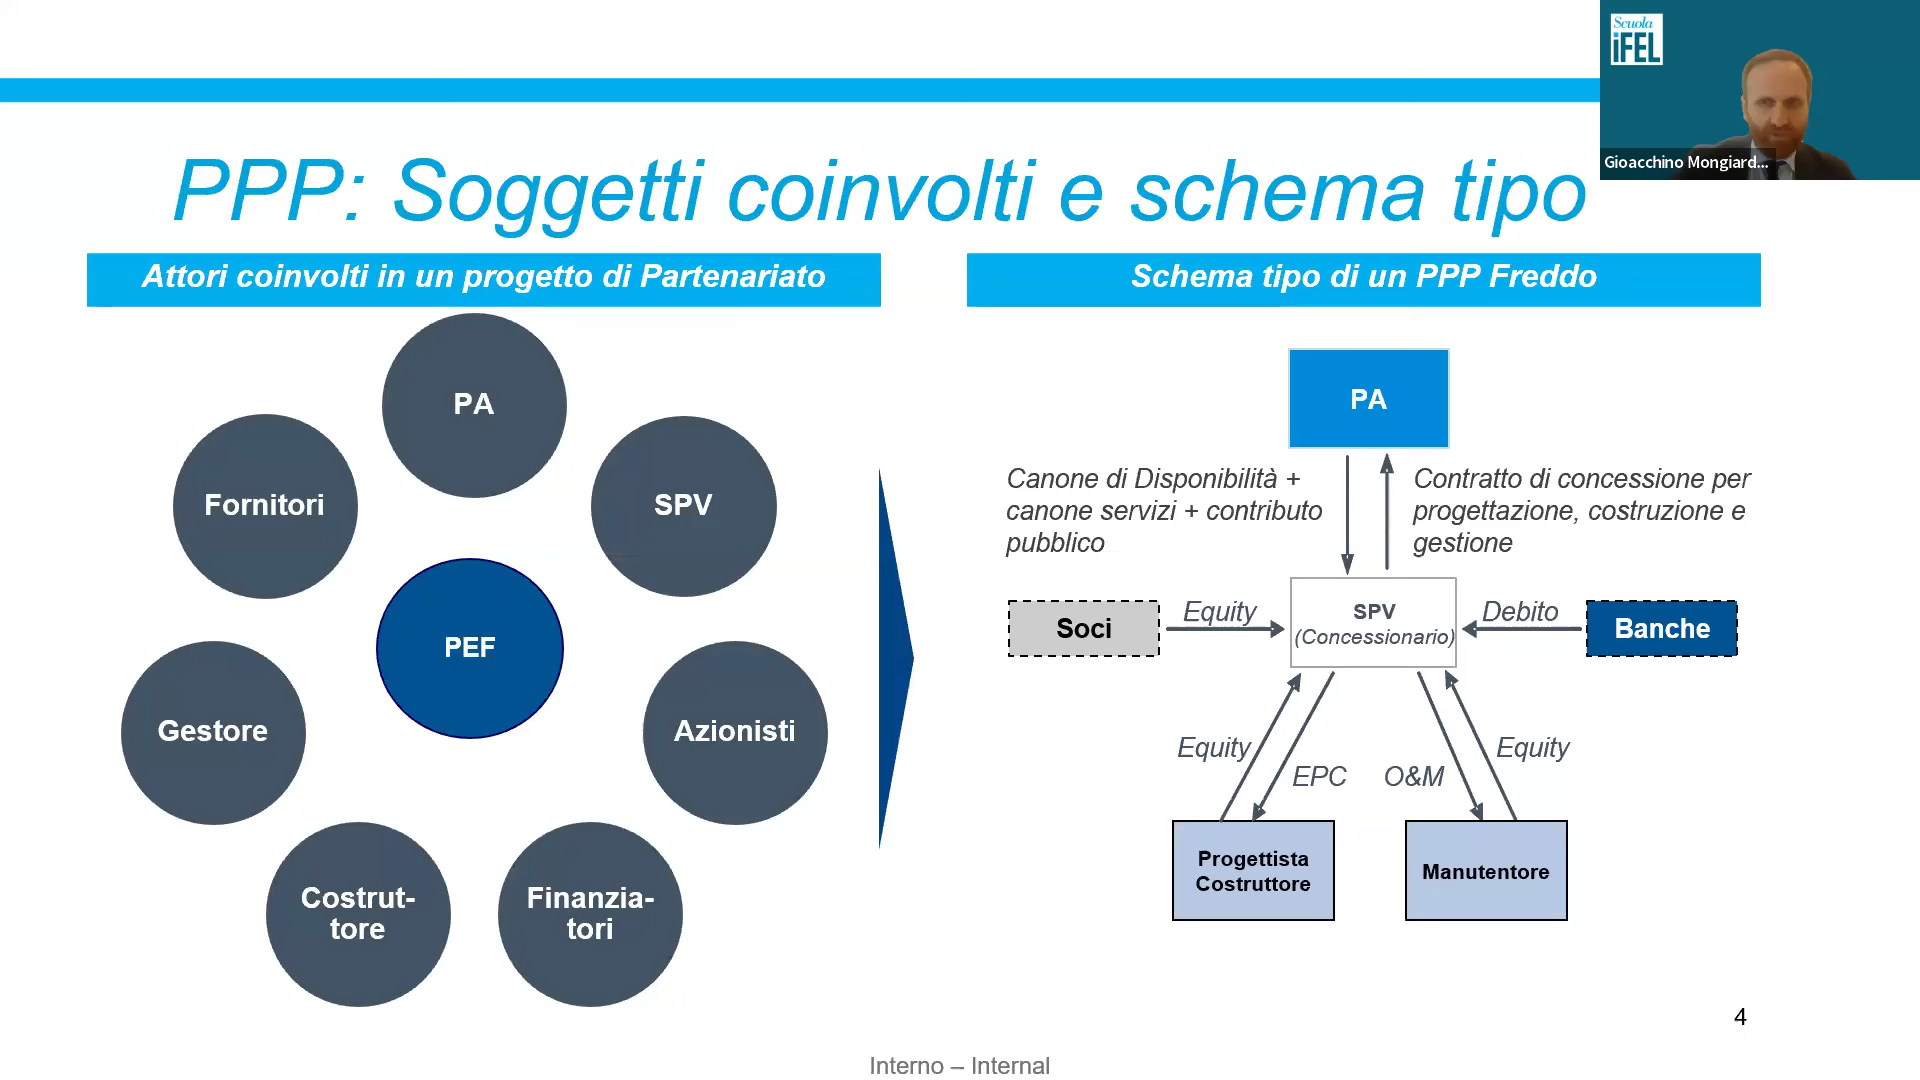 Scuola
iFEL
Gioacchino Mongiard...
PPP: Soggetti coinvolti e schema tipo
Attori coinvolti in un progetto di Partenariato
PA
SPV
Fornitori
PEF
Gestore
Azionisti
Costrut-
tore
Finanzia-
tori
Schema tipo di un PPP Freddo
PA
Canone di Disponibilità +
canone servizi + contributo
pubblico
Contratto di concessione per
progettazione, costruzione e
gestione
Soci
Equity
SPV
(Concessionario)
Debito
Banche
Equity
EPC
O&M
Equity
Progettista
Costruttore
Manutentore
4
Interno – Internal